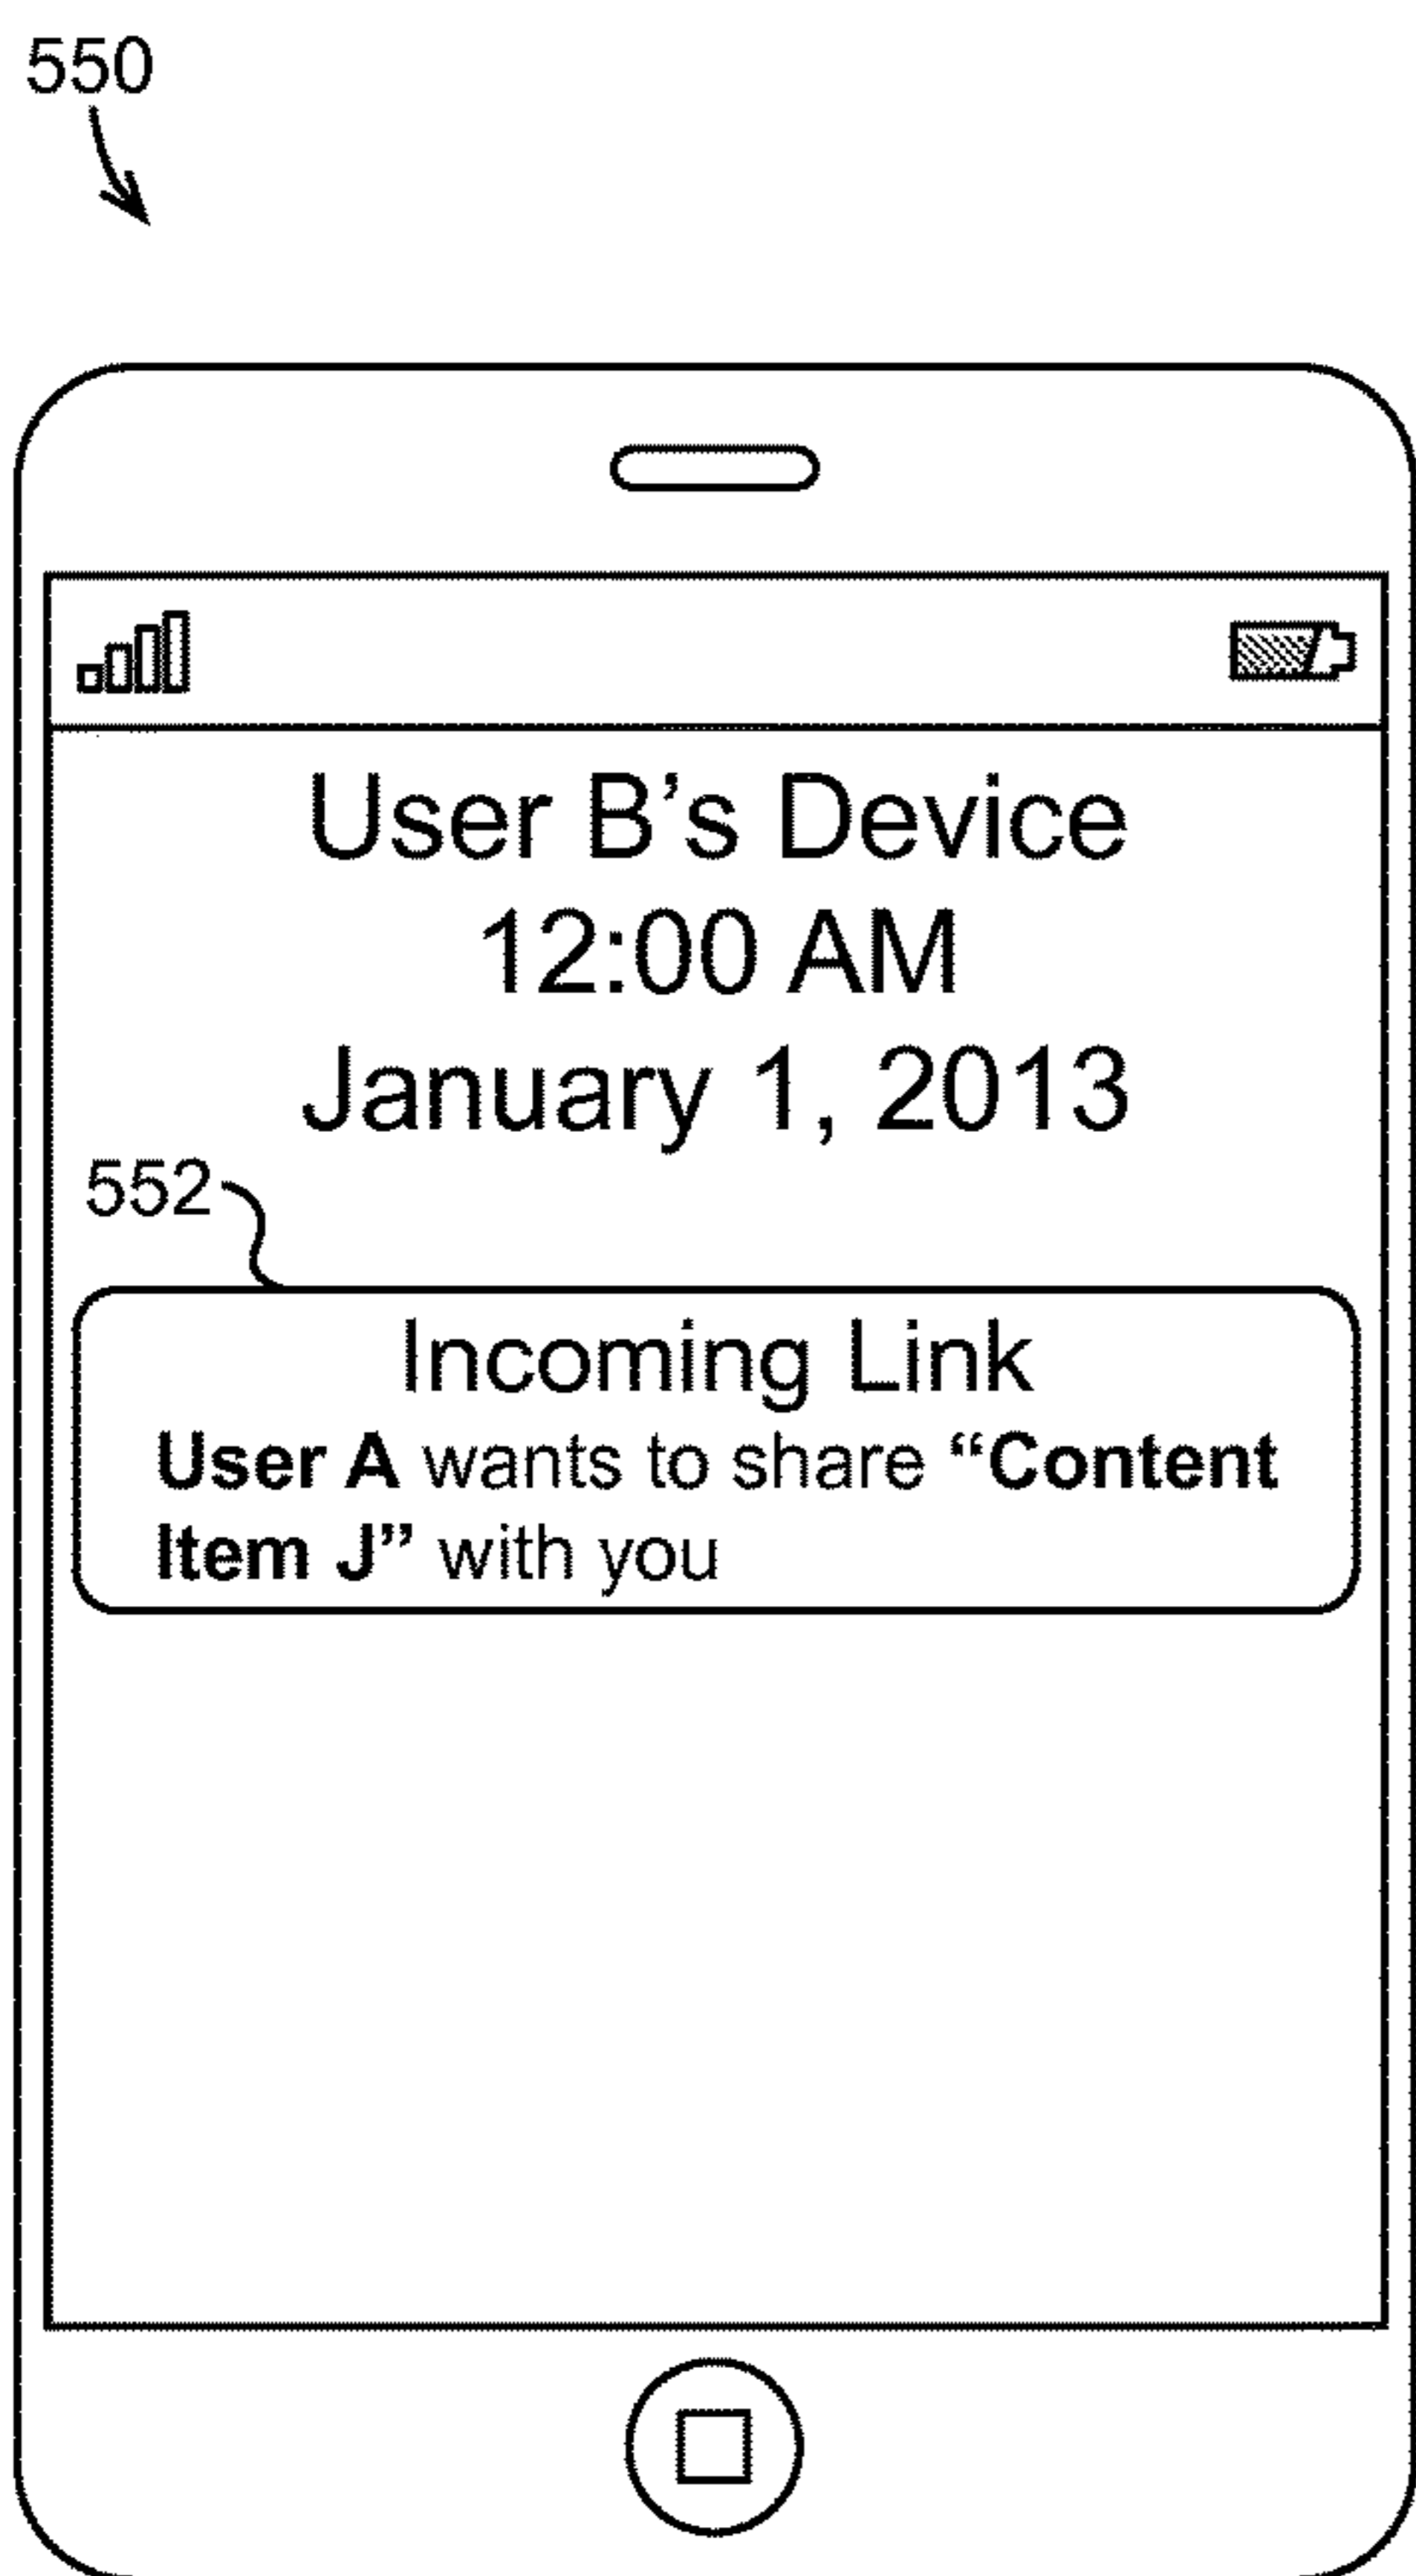 550
User B’s Device
12:00 AM
January 1, 2013
552
Incoming Link
User A wants to share “Content
Item J” with you